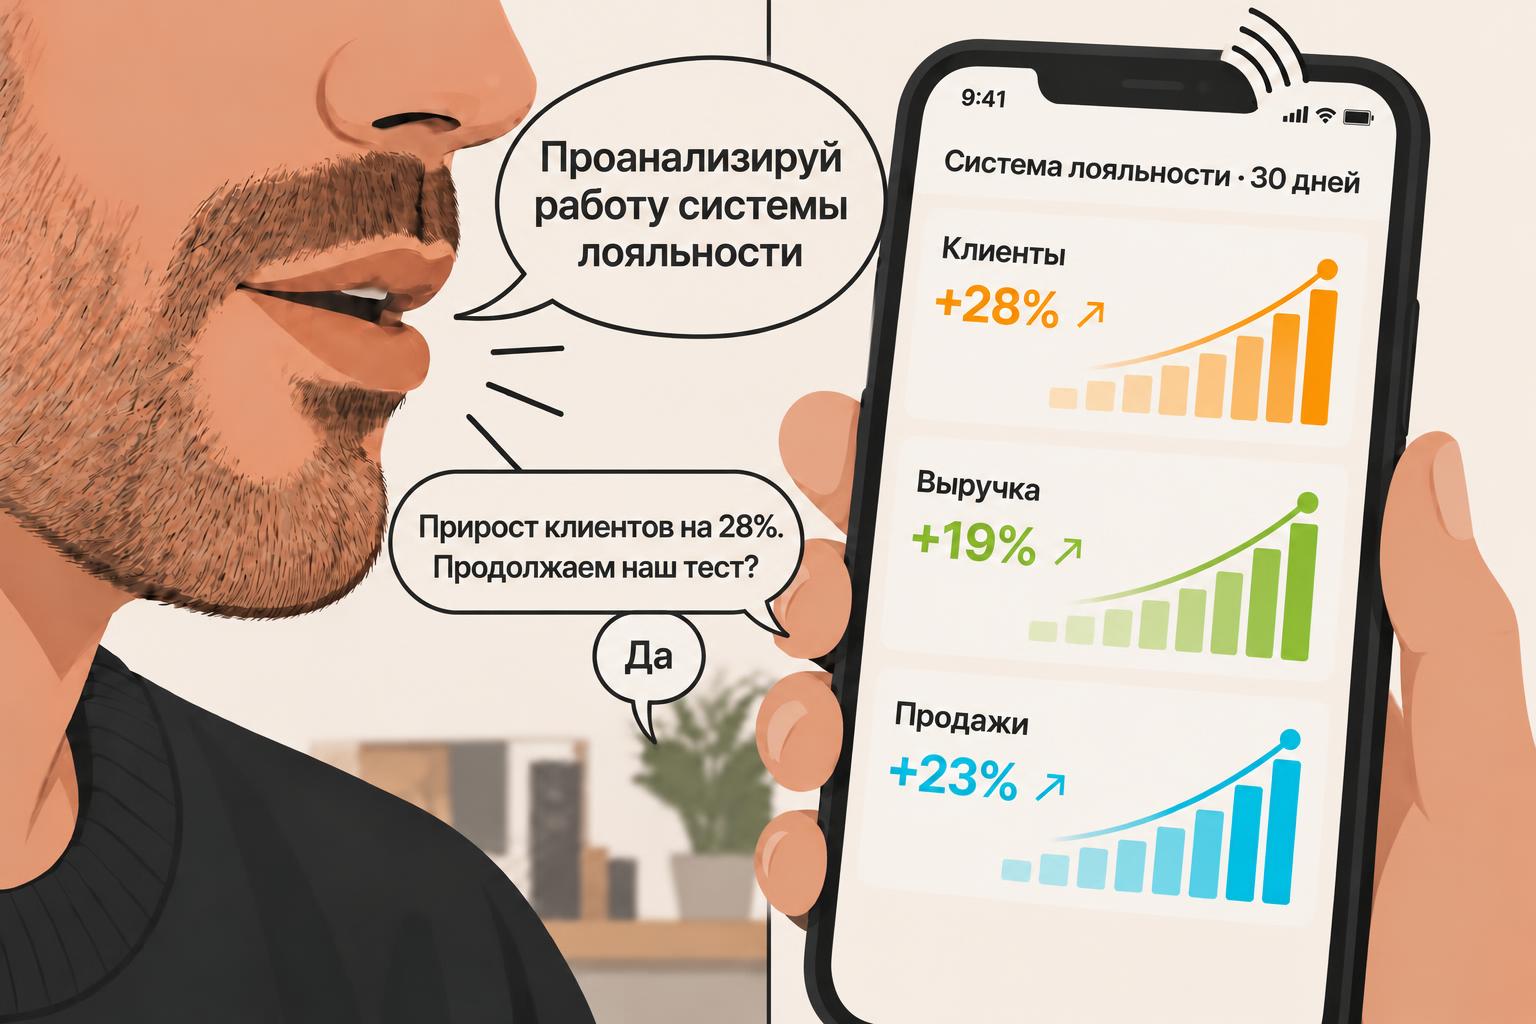 Проанализируй
работу системы
лояльности
Прирост клиентов на 28%.
Продолжаем наш тест?
Да
9:41
Система лояльности · 30 дней
Клиенты
+28% ↗
Выручка
+19% ↗
Продажи
+23% ↗